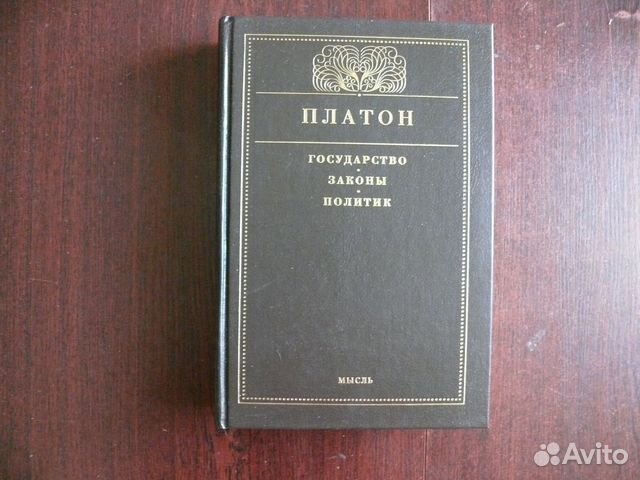 ПЛАТОН
ГОСУДАРСТВО
ЗАКОНЫ
ПОЛИТИК
МЫСЛЬ
Avito